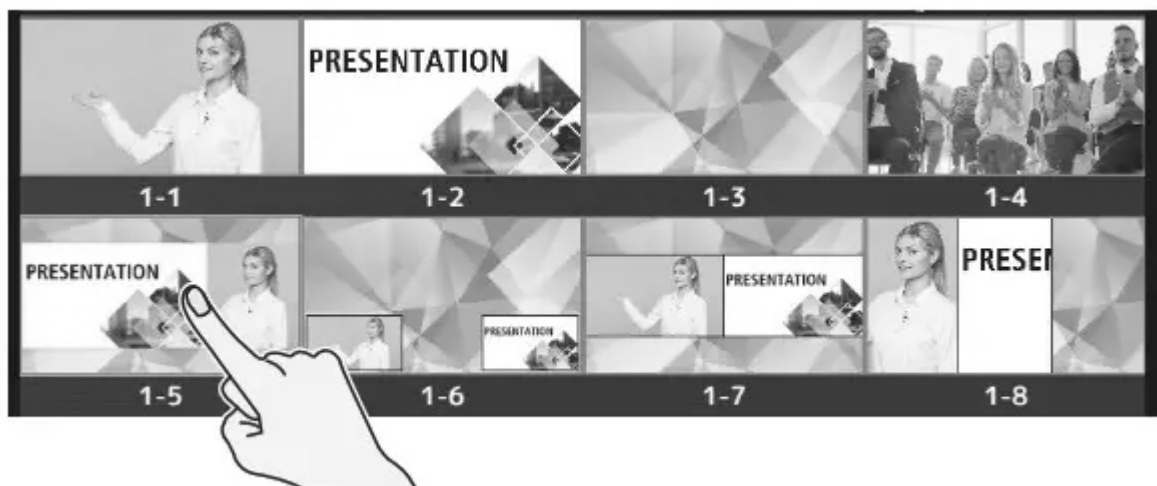 PRESENTATION
1-1
1-2
1-3
1-4
PRESENTATION
PRESENTATION
PRESENTATION
PRESEN
1-5
1-6
1-7
1-8